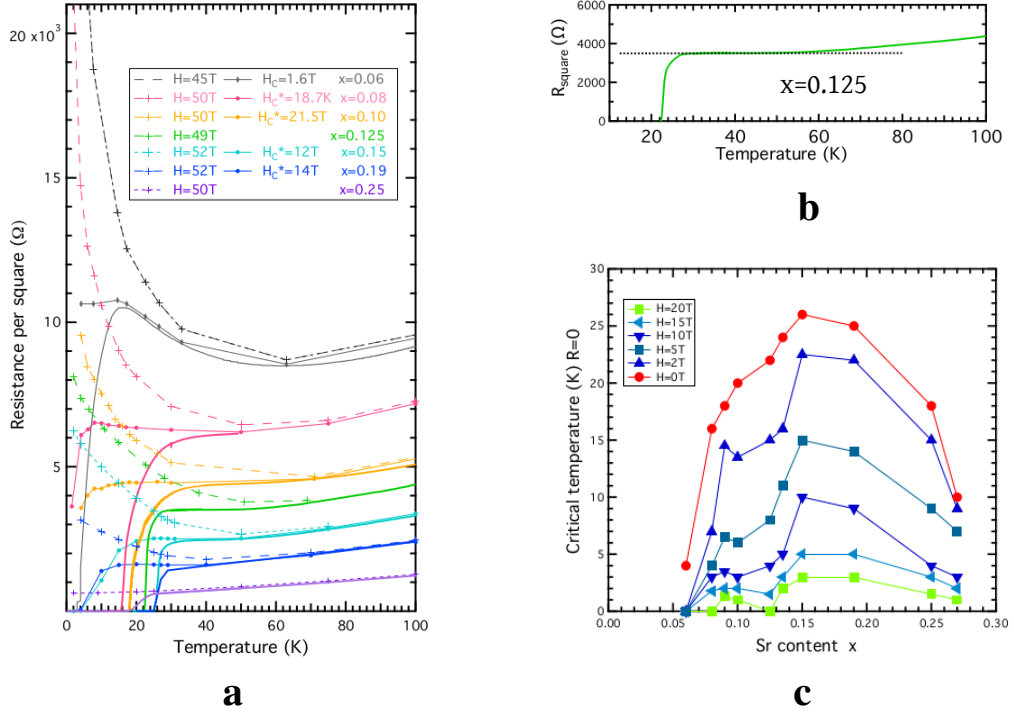 20 x10³
15
10
5
0
Resistance per square (Ω)
0
20
40
60
80
100
Temperature (K)
H=45T H_C=1.6T x=0.06
H=50T H_C*=18.7K x=0.08
H=50T H_C*=21.5T x=0.10
H=49T x=0.125
H=52T H_C*=12T x=0.15
H=52T H_C*=14T x=0.19
H=50T x=0.25
a
6000
4000
2000
0
R_square (Ω)
x=0.125
20
40
60
80
100
Temperature (K)
b
30
25
20
15
10
5
0
Critical temperature (K) R=0
H=20T
H=15T
H=10T
H=5T
H=2T
H=0T
0.00
0.05
0.10
0.15
0.20
0.25
0.30
Sr content x
c